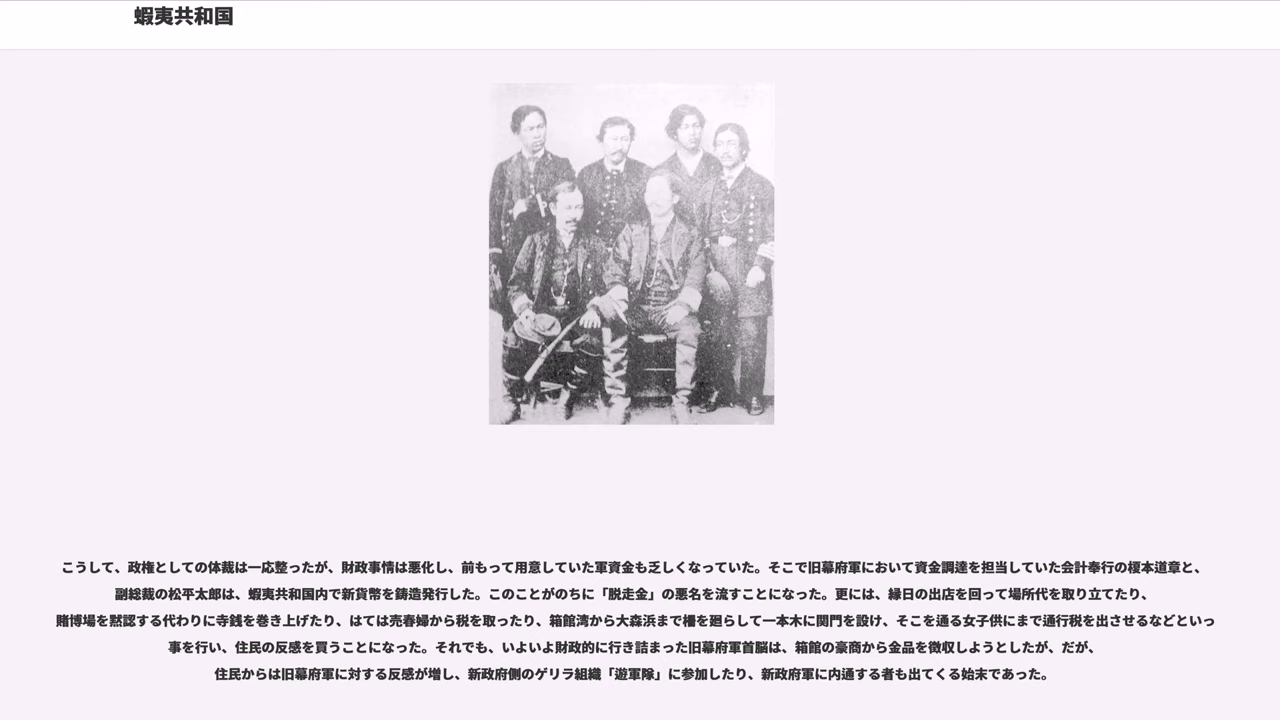 蝦夷共和国
こうして、政権としての体裁は一応整ったが、財政事情は悪化し、前もって用意していた軍資金も乏しくなっていた。そこで旧幕府軍において資金調達を担当していた会計奉行の榎本道章と、
副総裁の松平太郎は、蝦夷共和国内で新貨幣を鋳造発行した。このことがのちに「脱走金」の悪名を流すことになった。更には、縁日の出店を回って場所代を取り立てたり、
賭博場を黙認する代わりに寺銭を巻き上げたり、はては売春婦から税を取ったり、箱館湾から大森浜まで柵を廻らして一本木に関門を設け、そこを通る女子供にまで通行税を出させるなどといっ
事を行い、住民の反感を買うことになった。それでも、いよいよ財政的に行き詰まった旧幕府軍首脳は、箱館の豪商から金品を徴収しようとしたが、だが、
住民からは旧幕府軍に対する反感が増し、新政府側のゲリラ組織「遊軍隊」に参加したり、新政府軍に内通する者も出てくる始末であった。